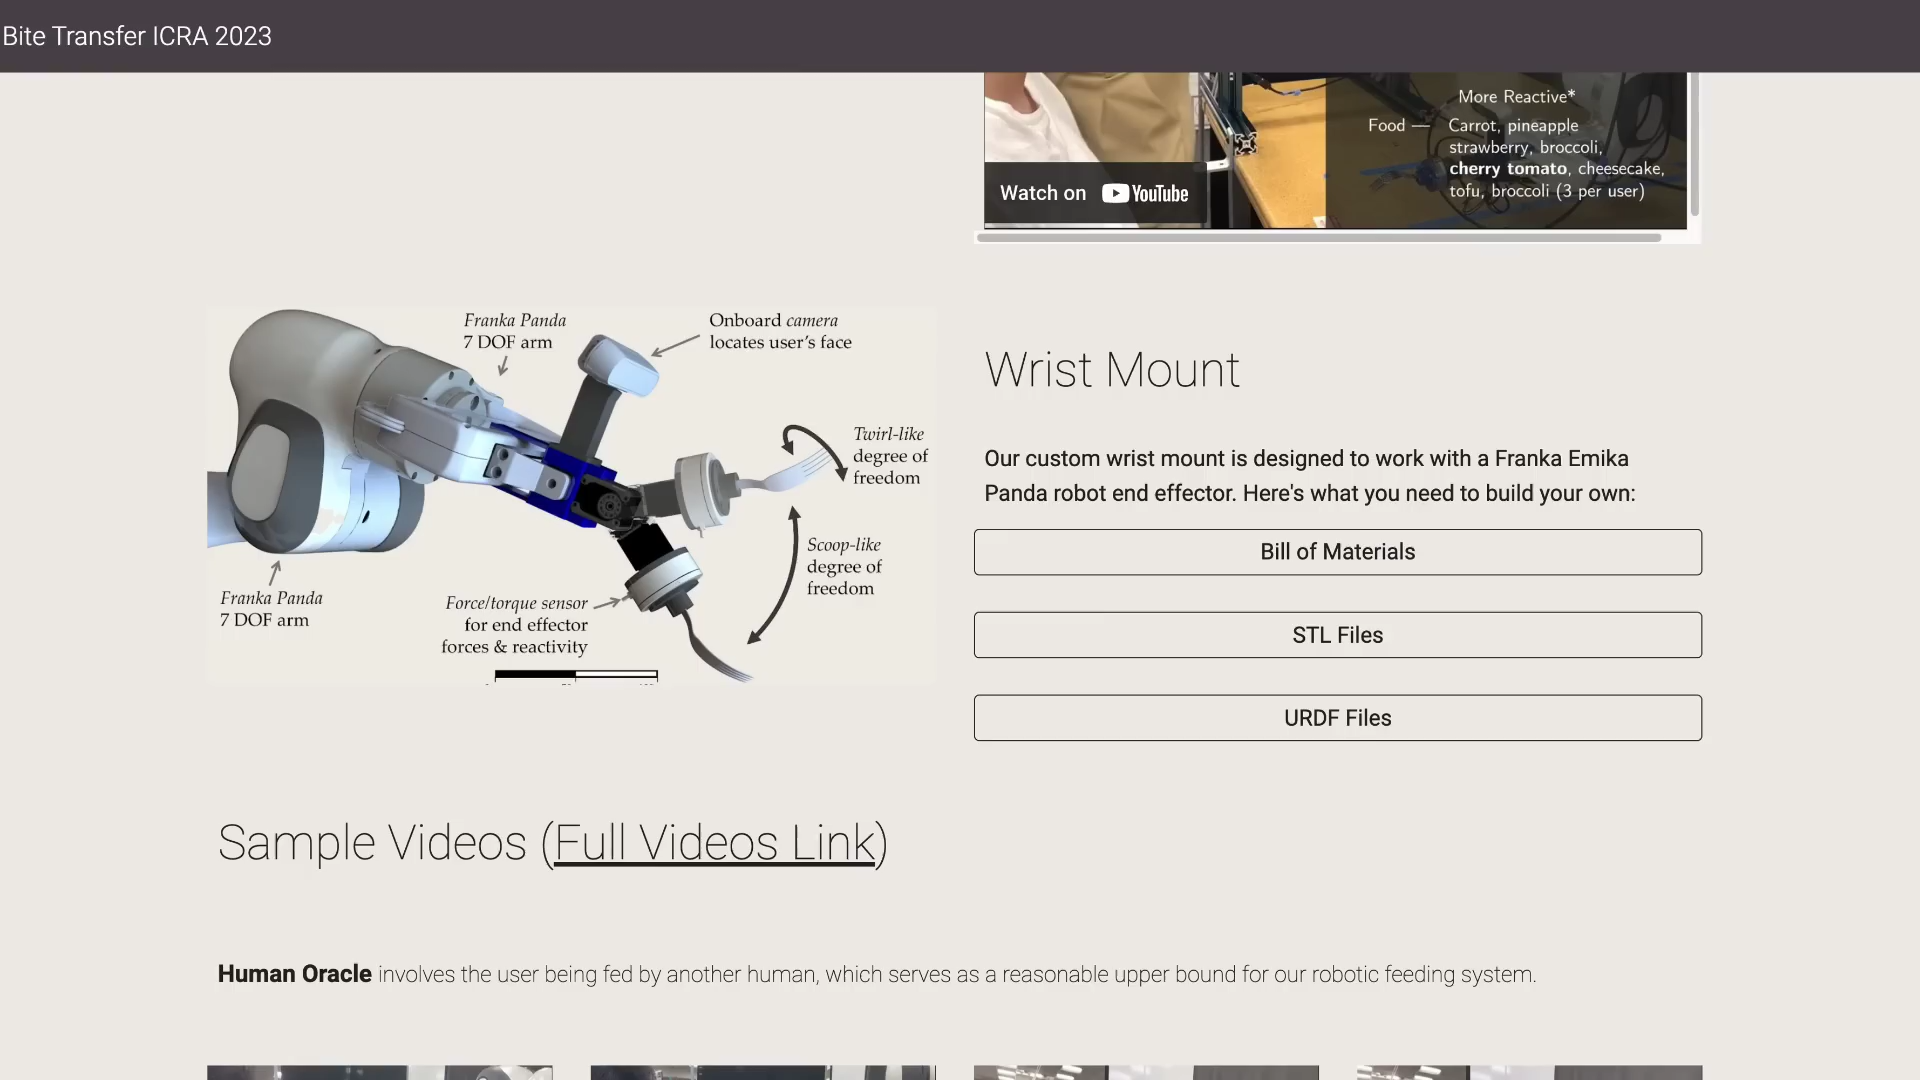 Bite Transfer ICRA 2023
More Reactive*
Food — Carrot, pineapple
strawberry, broccoli,
cherry tomato, cheesecake,
tofu, broccoli (3 per user)
Watch on YouTube
Franka Panda
7 DOF arm
Onboard camera
locates user's face
Twirl-like
degree of
freedom
Scoop-like
degree of
freedom
Franka Panda
7 DOF arm
Force/torque sensor
for end effector
forces & reactivity
Wrist Mount
Our custom wrist mount is designed to work with a Franka Emika
Panda robot end effector. Here's what you need to build your own:
Bill of Materials
STL Files
URDF Files
Sample Videos (Full Videos Link)
Human Oracle involves the user being fed by another human, which serves as a reasonable upper bound for our robotic feeding system.